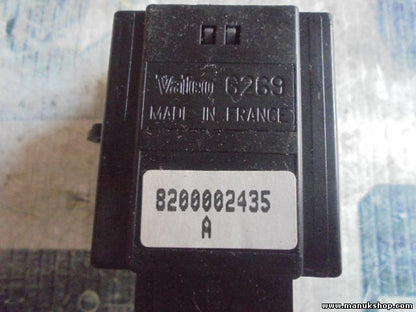 Valeo 6269
MADE IN FRANCE
8200002435
A
www.manukshop.com